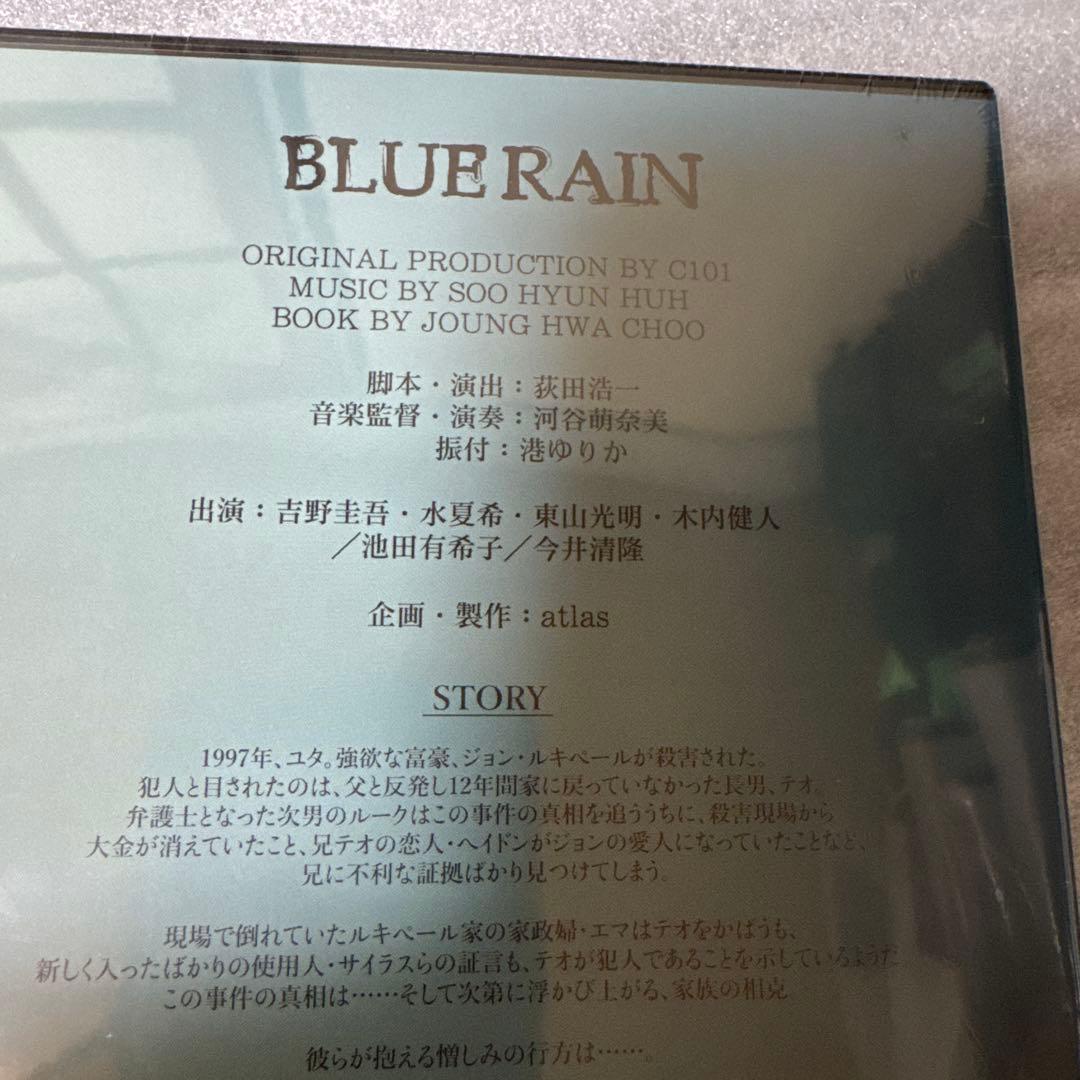 BLUE RAIN
ORIGINAL PRODUCTION BY C101
MUSIC BY SOO HYUN HUH
BOOK BY JOUNG HWA CHOO
脚本・演出：荻田浩一
音楽監督・演奏：河谷萌奈美
振付：港ゆりか
出演：吉野圭吾・水夏希・東山光明・木内健人
／池田有希子／今井清隆
企画・製作：atlas
STORY
1997年、ユタ。強欲な富豪、ジョン・ルキペールが殺害された。
犯人と目されたのは、父と反発し12年間家に戻っていなかった長男、テオ。
弁護士となった次男のルークはこの事件の真相を追ううちに、殺害現場から
大金が消えていたこと、兄テオの恋人・ヘイドンがジョンの愛人になっていたことなど、
兄に不利な証拠ばかり見つけてしまう。
現場で倒れていたルキペール家の家政婦・エマはテオをかばうも、
新しく入ったばかりの使用人・サイラスらの証言も、テオが犯人であることを示しているようだ
この事件の真相は……そして次第に浮かび上がる、家族の相克
彼らが抱える憎しみの行方は……。